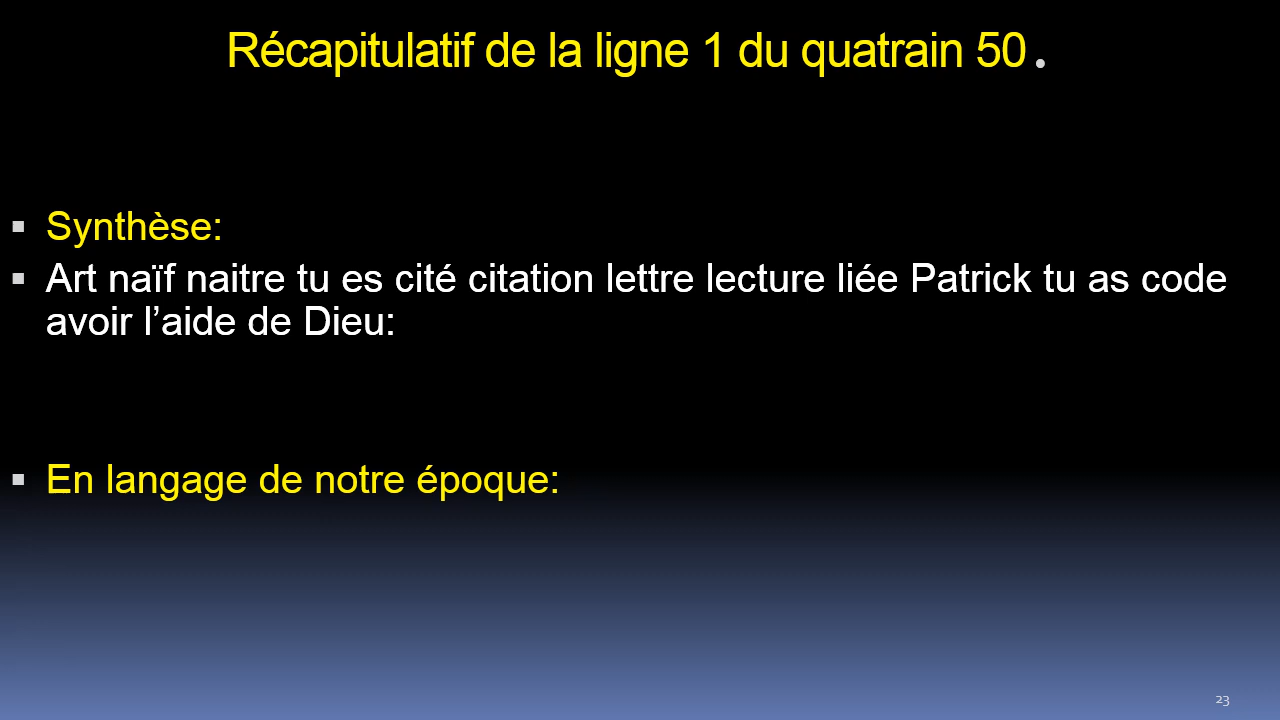 Récapitulatif de la ligne 1 du quatrain 50.
Synthèse:
Art naïf naitre tu es cité citation lettre lecture liée Patrick tu as code
avoir l’aide de Dieu:
En langage de notre époque:
23